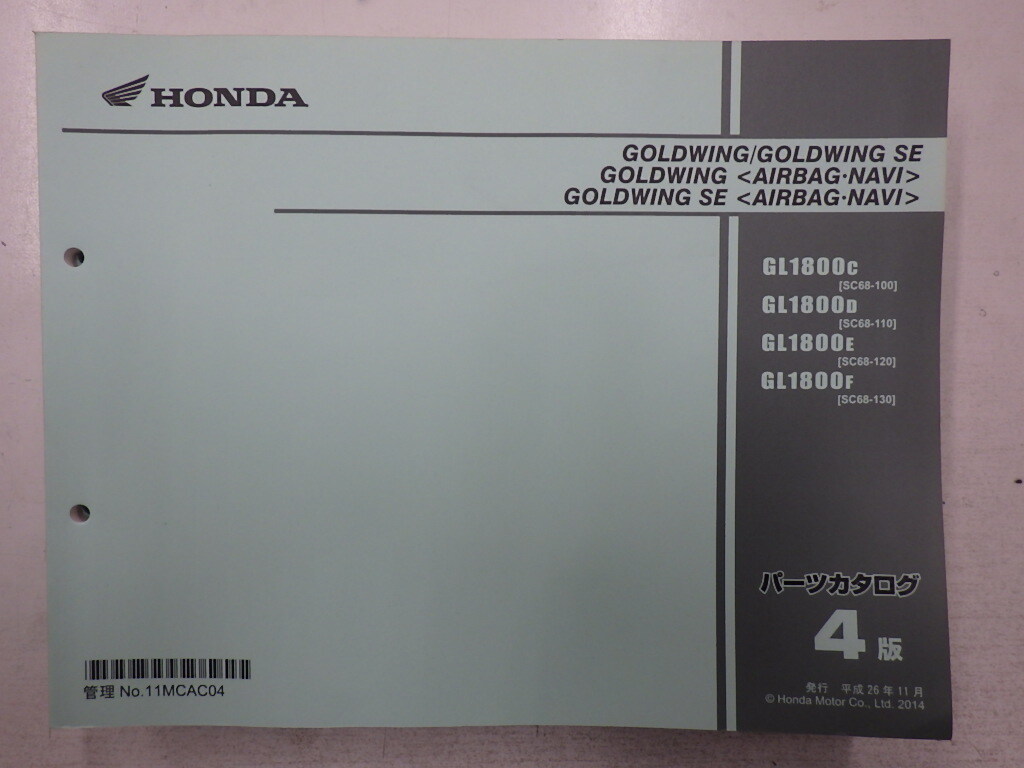 HONDA
GOLDWING/GOLDWING SE
GOLDWING <AIRBAG·NAVI>
GOLDWING SE <AIRBAG·NAVI>
GL1800C
[SC68-100]
GL1800D
[SC68-110]
GL1800E
[SC68-120]
GL1800F
[SC68-130]
パーツカタログ
4版
管理 No.11MCAC04
発行 平成26年11月
© Honda Motor Co., Ltd. 2014